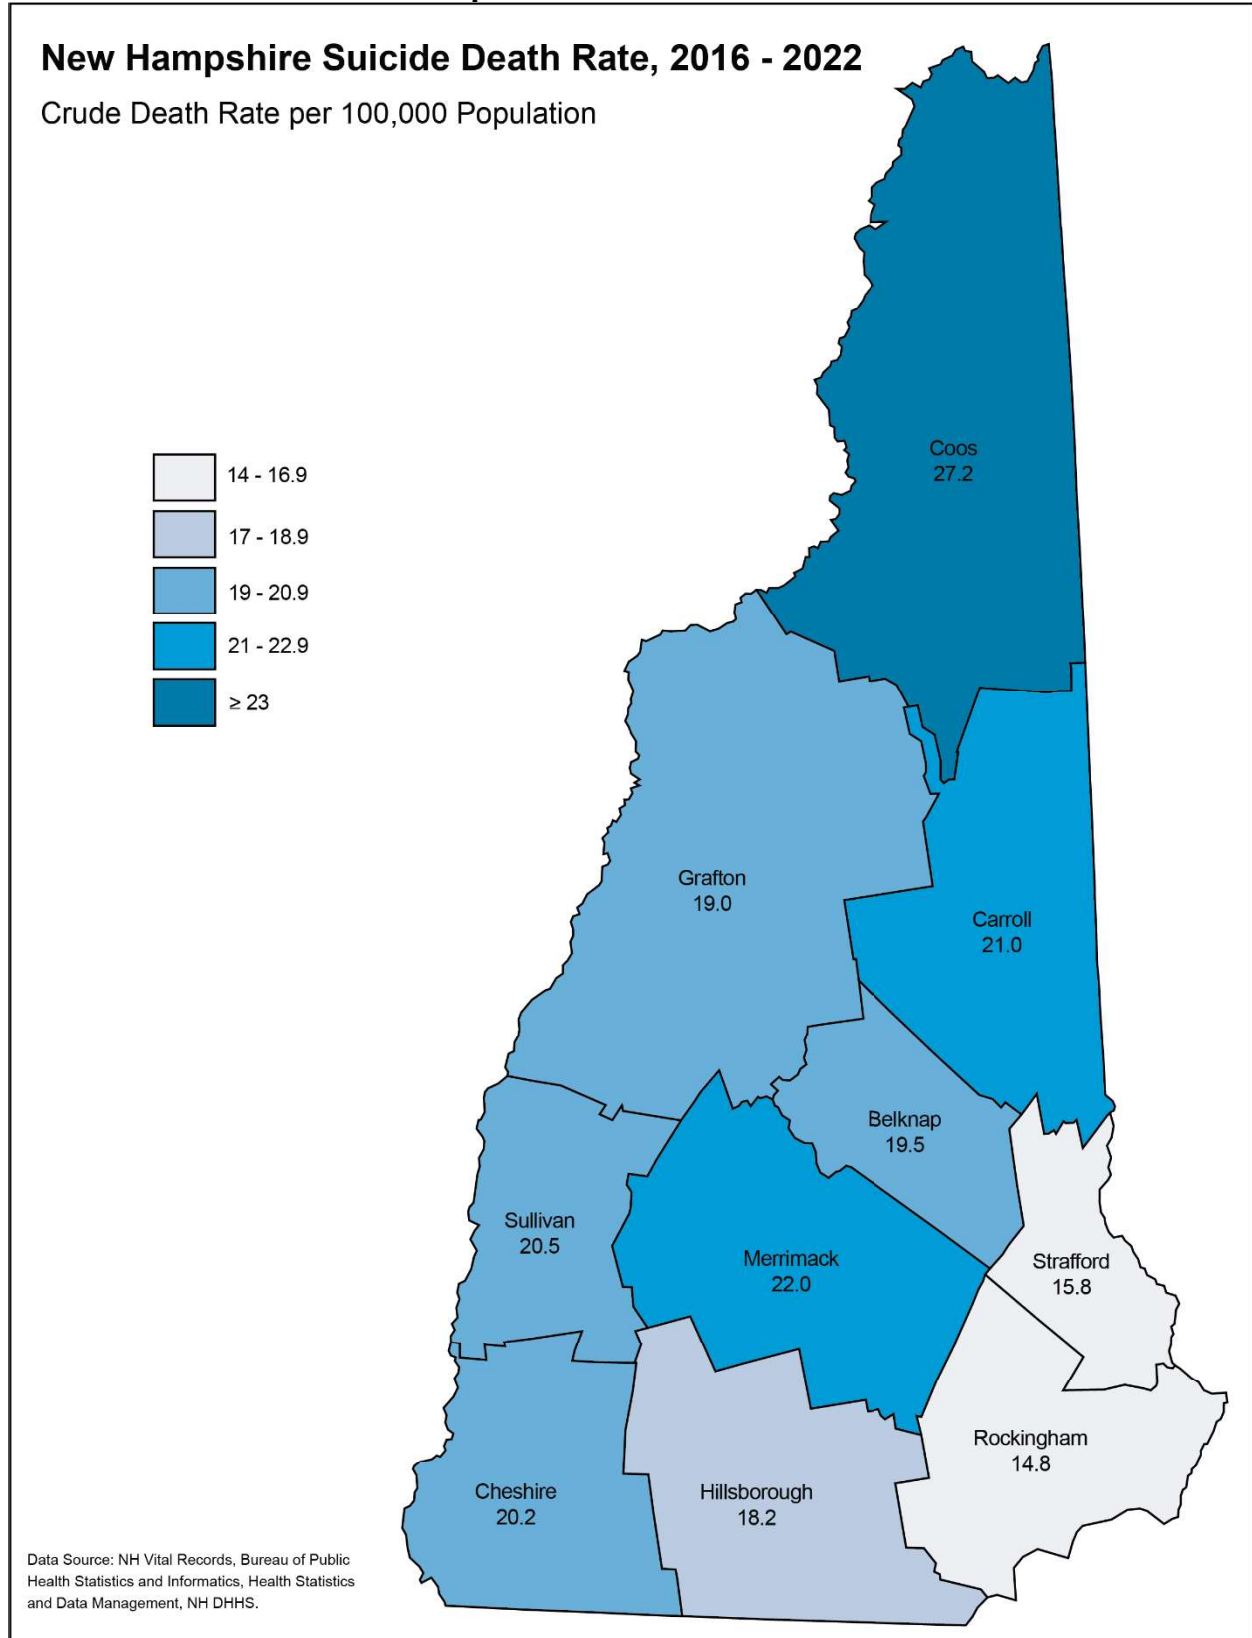 New Hampshire Suicide Death Rate, 2016 - 2022
Crude Death Rate per 100,000 Population
14 - 16.9
17 - 18.9
19 - 20.9
21 - 22.9
≥ 23
Coos
27.2
Grafton
19.0
Carroll
21.0
Belknap
19.5
Sullivan
20.5
Merrimack
22.0
Strafford
15.8
Rockingham
14.8
Cheshire
20.2
Hillsborough
18.2
Data Source: NH Vital Records, Bureau of Public
Health Statistics and Informatics, Health Statistics
and Data Management, NH DHHS.